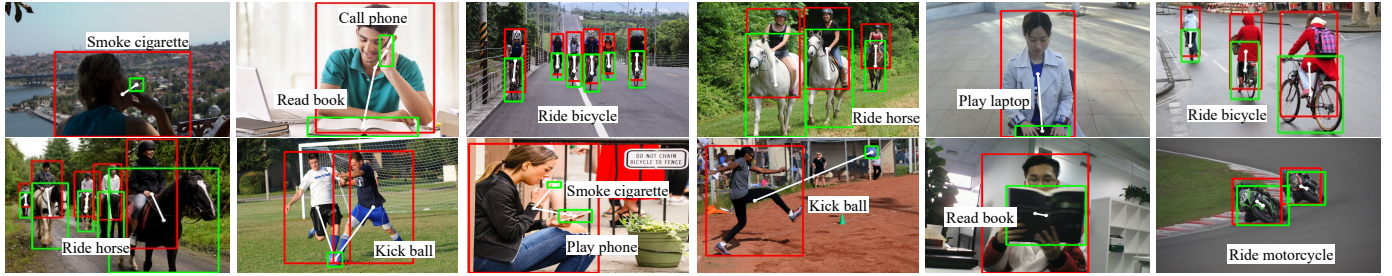 Smoke cigarette
Call phone
Read book
Ride bicycle
Ride horse
Play laptop
Ride bicycle
Ride horse
Kick ball
DO NOT CHAIN
BICYCLE TO FENCE
Smoke cigarette
Play phone
Kick ball
Read book
Ride motorcycle